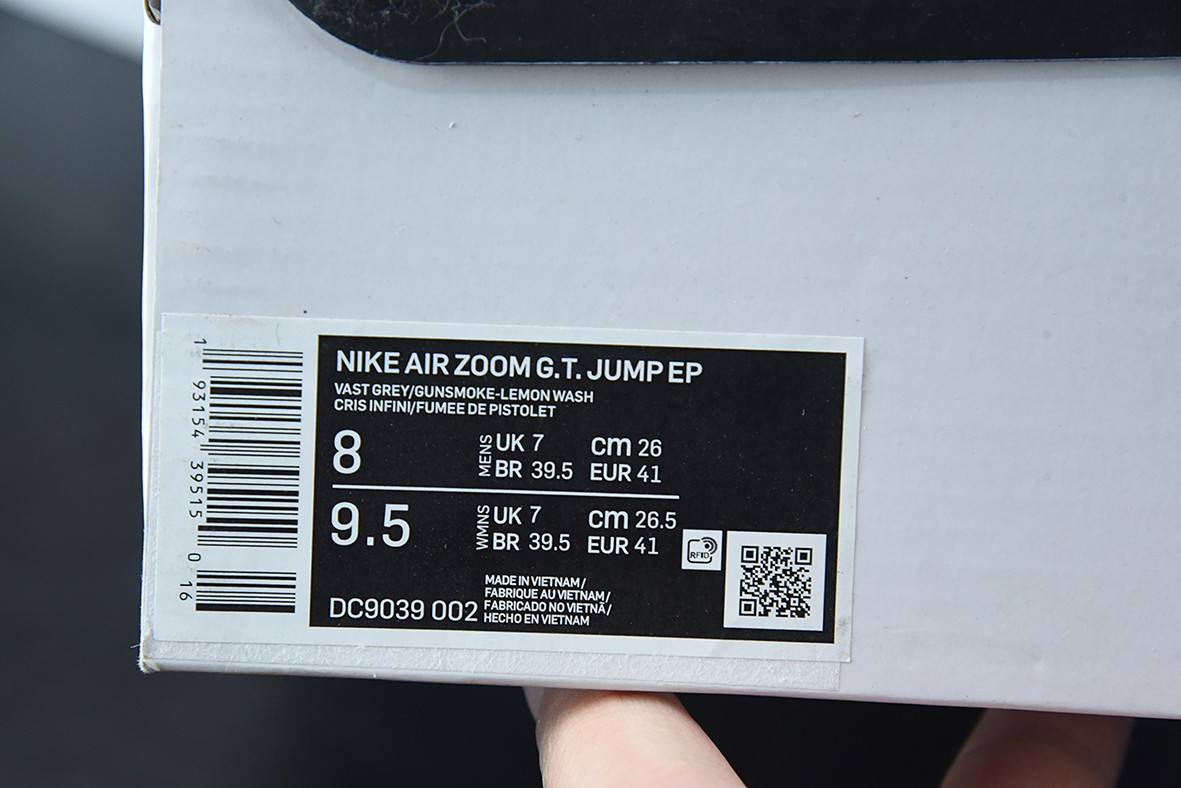 NIKE AIR ZOOM G.T. JUMP EP
VAST GREY/GUNSMOKE-LEMON WASH
CRIS INFINI/FUMEE DE PISTOLET
8 MENS UK 7 cm 26
BR 39.5 EUR 41
9.5 WMNS UK 7 cm 26.5
BR 39.5 EUR 41
RFID
MADE IN VIETNAM/
FABRIQUE AU VIETNAM/
FABRICADO NO VIETNÃ/
HECHO EN VIETNAM
DC9039 002
1 93154 39515 0 16